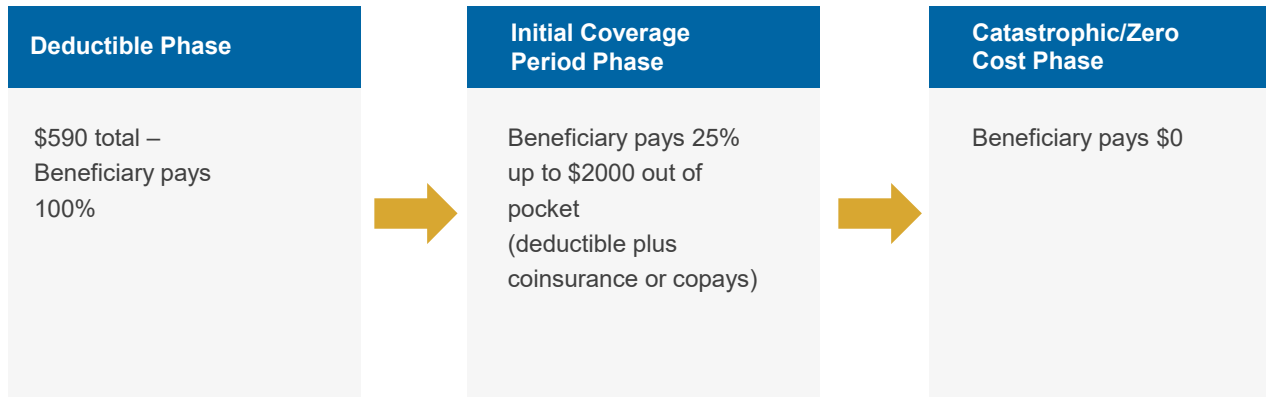 Deductible Phase
$590 total –
Beneficiary pays
100%
Initial Coverage
Period Phase
Beneficiary pays 25%
up to $2000 out of
pocket
(deductible plus
coinsurance or copays)
Catastrophic/Zero
Cost Phase
Beneficiary pays $0